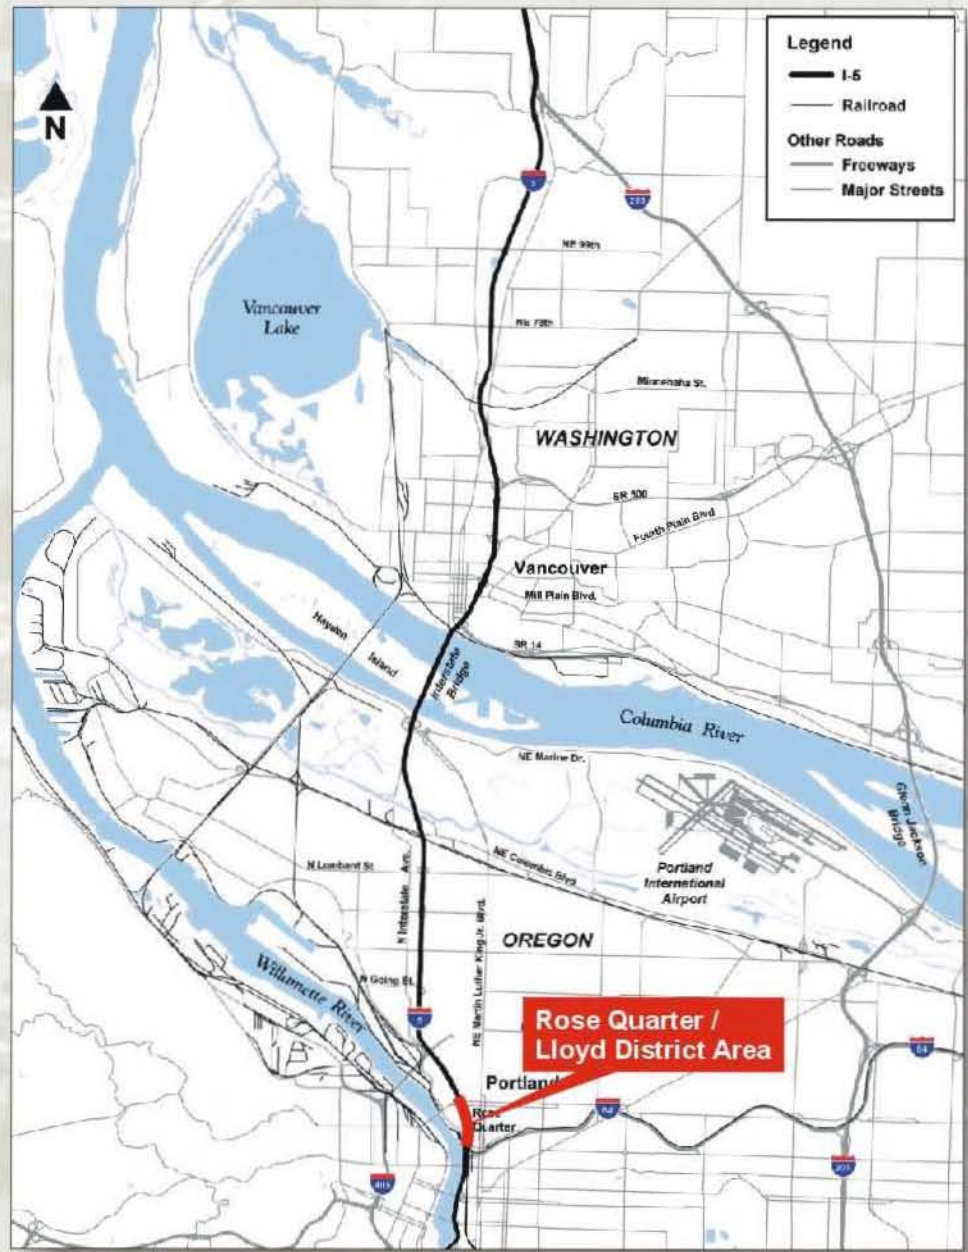 Legend
I-5
Railroad
Other Roads
Freeways
Major Streets
N
5
205
NE 99th
Vancouver
Lake
NE 78th
Minnehaha St.
WASHINGTON
SR 500
Fourth Plain Blvd
Vancouver
Mill Plain Blvd.
SR 14
Hayden
Island
Interstate
Bridge
Columbia River
NE Marine Dr.
Glenn Jackson
Bridge
N Lombard St
NE Columbia Blvd
Portland
International
Airport
N Interstate Ave.
NE Martin Luther King Jr. Blvd.
OREGON
Willamette River
N Going St.
5
Rose Quarter /
Lloyd District Area
84
Portland
Rose
Quarter
84
205
405